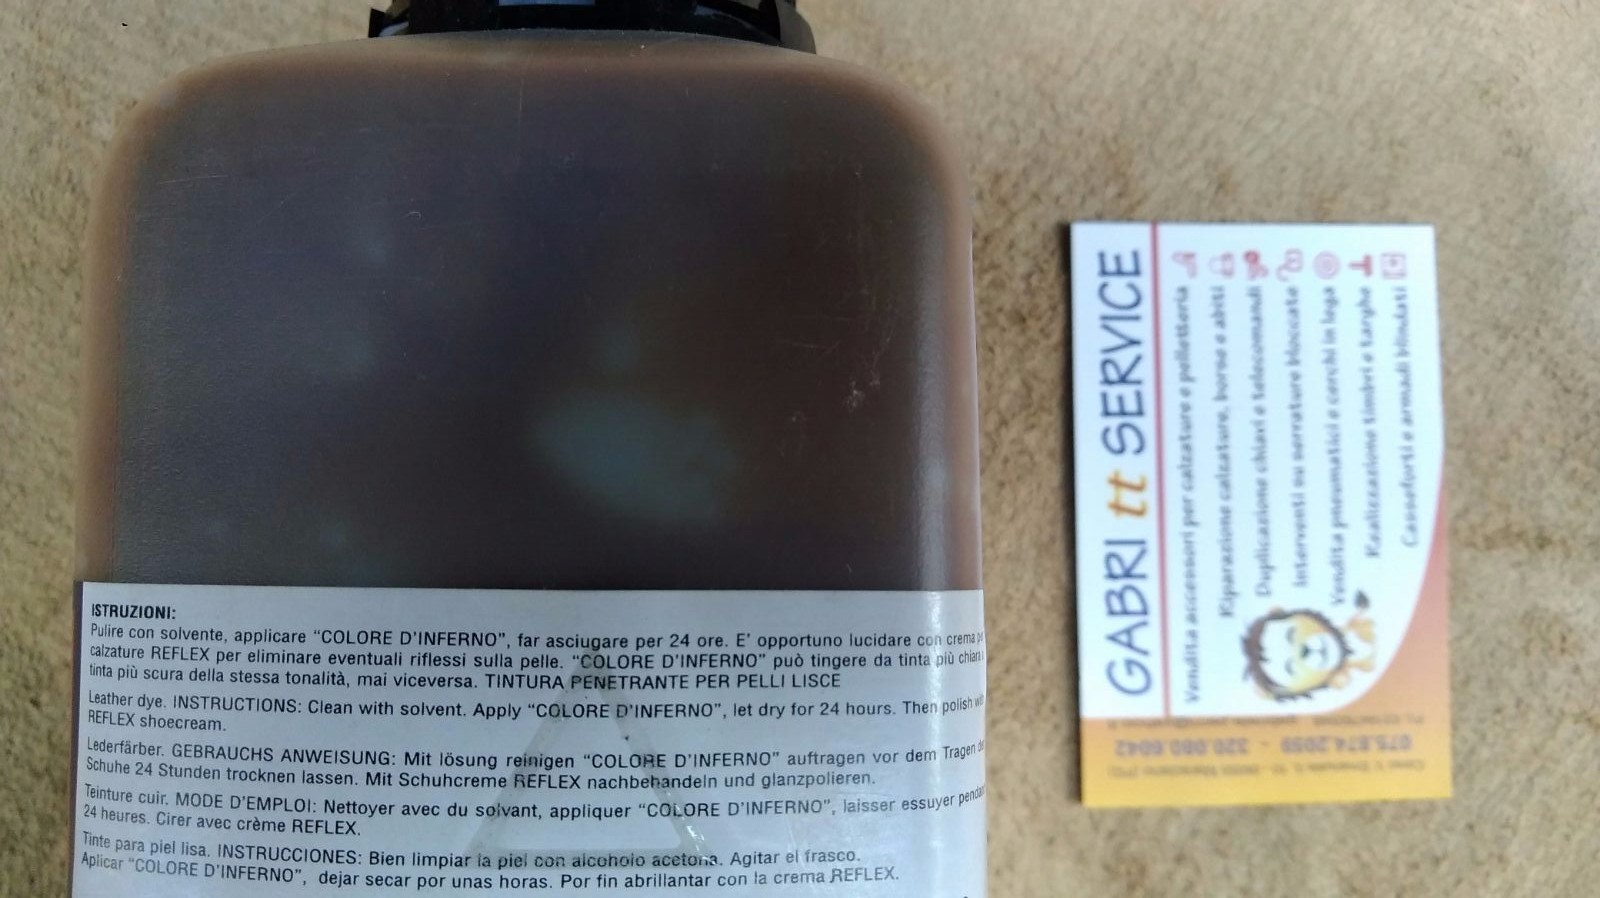 ISTRUZIONI:
Pulire con solvente, applicare “COLORE D'INFERNO”, far asciugare per 24 ore. E' opportuno lucidare con crema
calzature REFLEX per eliminare eventuali riflessi sulla pelle. “COLORE D'INFERNO” può tingere da tinta più
tinta più scura della stessa tonalità, mai viceversa. TINTURA PENETRANTE PER PELLI LISCE
Leather dye. INSTRUCTIONS: Clean with solvent. Apply “COLORE D'INFERNO”, let dry for 24 hours. Then polish
REFLEX shoecream.
Lederfärber. GEBRAUCHS ANWEISUNG: Mit lösung reinigen “COLORE D'INFERNO” auftragen vor dem Tragen
Schuhe 24 Stunden trocknen lassen. Mit Schuhcreme REFLEX nachbehandeln und glanzpolieren.
Teinture cuir. MODE D'EMPLOI: Nettoyer avec du solvant, appliquer “COLORE D'INFERNO”, laisser essuyer
24 heures. Cirer avec crème REFLEX.
Tinte para piel lisa. INSTRUCCIONES: Bien limpiar la piel con alcoholo acetona. Agitar el frasco.
Aplicar “COLORE D'INFERNO”, dejar secar por unas horas. Por fin abrillantar con la crema REFLEX.
GABRI tt SERVICE
Vendita accessori per calzature e pelletteria
Riparazione calzature, borse e abiti
Duplicazione chiavi e telecomandi
Interventi su serrature bloccate
Vendita pneumatici e cerchi in lega
Realizzazione timbri e targhe
Casseforti e armadi blindati
075.874.2059 - 320.080.6042